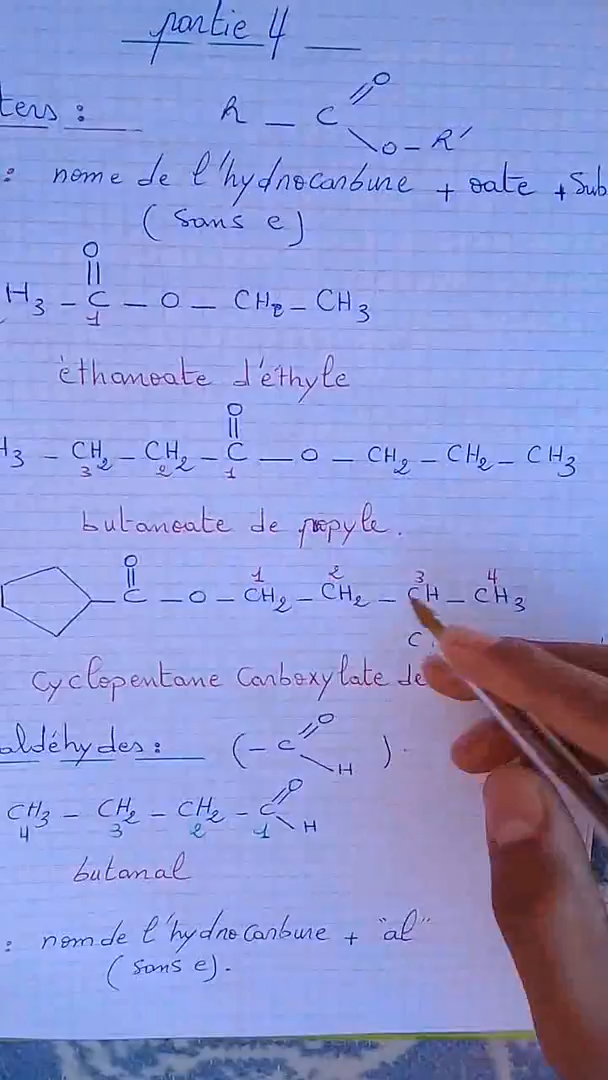 partie 4
ters :
R – C
O
O – R'
: nome de l'hydrocarbure + oate + Sub
(Sans e)
O
H3 – C – O – CH2 – CH3
1
éthanoate d'éthyle
O
H3 – CH2 – CH2 – C – O – CH2 – CH2 – CH3
3 2 1
butanoate de propyle.
O 1 2 3 4
C – O – CH2 – CH2 – CH – CH3
C
Cyclopentane Carboxylate de
aldéhydes : (– C )
O
H
CH3 – CH2 – CH2 – C
O
H
4 3 2 1
butanal
: nom de l'hydrocarbure + "al"
(sans e).